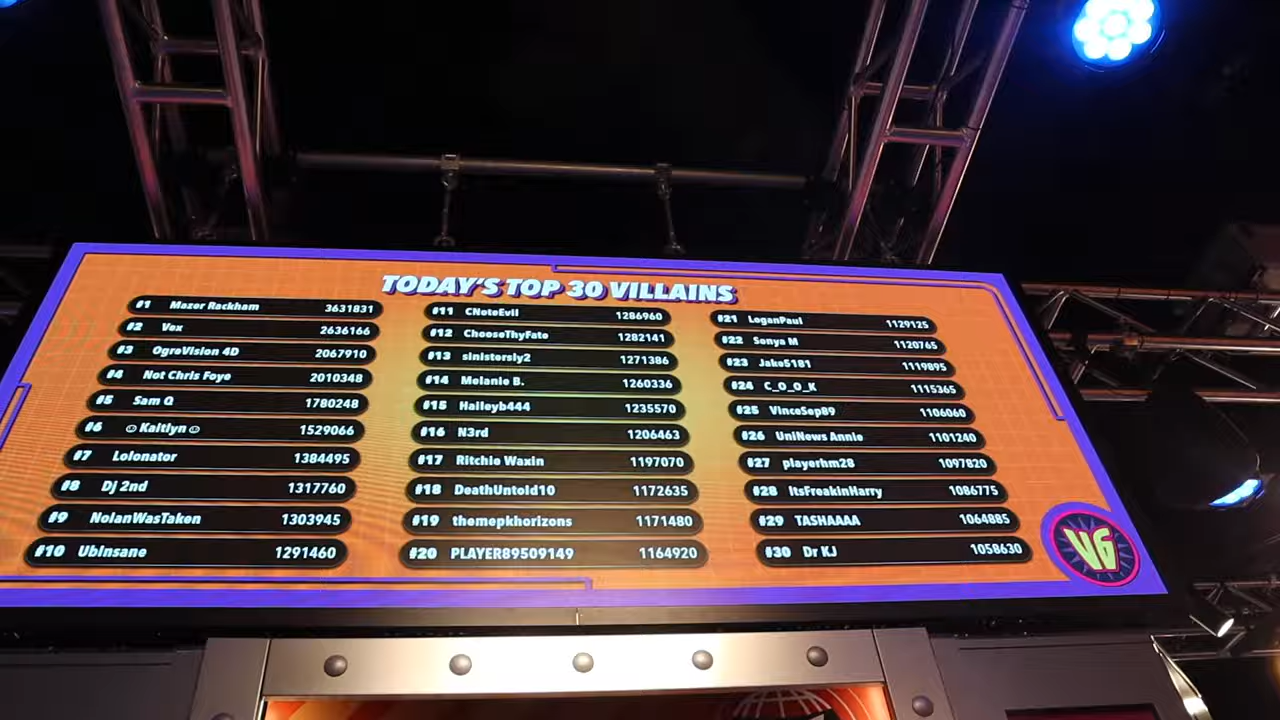 TODAY'S TOP 30 VILLAINS
#1 Mazer Rackham 3631831
#2 Vex 2636166
#3 OgreVision 4D 2067910
#4 Not Chris Foye 2010348
#5 Sam Q 1780248
#6 ☺Kaitlyn☺ 1529066
#7 Lolonator 1384495
#8 Dj 2nd 1317760
#9 NolanWasTaken 1303945
#10 UbInsane 1291460
#11 CNoteEvil 1286960
#12 ChooseThyFate 1282141
#13 sinistersly2 1271386
#14 Melanie B. 1260336
#15 Haileyb444 1235570
#16 N3rd 1206463
#17 Ritchie Waxin 1197070
#18 DeathUntold10 1172635
#19 themepkhorizons 1171480
#20 PLAYER89509149 1164920
#21 LoganPaul 1129125
#22 Sonya M 1120765
#23 Jake5181 1119895
#24 C_O_O_K 1115365
#25 VinceSep89 1106060
#26 UniNews Annie 1101240
#27 playerhm28 1097820
#28 ItsFreakinHarry 1086775
#29 TASHAAAA 1064885
#30 Dr KJ 1058630
VG